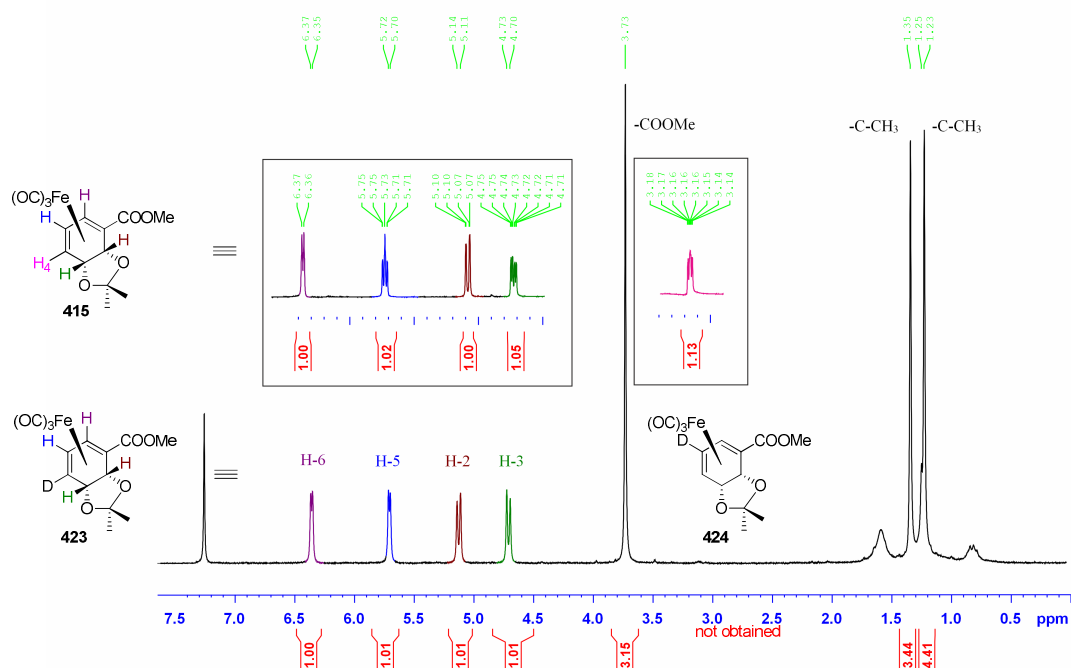 6.37
6.35
5.72
5.70
5.14
5.11
4.73
4.70
3.73
1.35
1.25
1.23
-COOMe
-C-CH3
-C-CH3
6.37
6.36
5.75
5.75
5.73
5.71
5.71
5.10
5.10
5.07
5.07
4.75
4.75
4.74
4.73
4.72
4.72
4.71
4.71
3.18
3.17
3.16
3.16
3.16
3.15
3.14
3.14
1.00
1.02
1.00
1.05
1.13
(OC)3Fe
H
H
COOMe
H
H4
H
O
O
415
(OC)3Fe
H
H
COOMe
H
D
H
O
O
423
H-6
H-5
H-2
H-3
(OC)3Fe
D
COOMe
O
O
424
7.5 7.0 6.5 6.0 5.5 5.0 4.5 4.0 3.5 3.0 2.5 2.0 1.5 1.0 0.5 ppm
not obtained
1.00
1.01
1.01
1.01
3.15
3.44
4.41